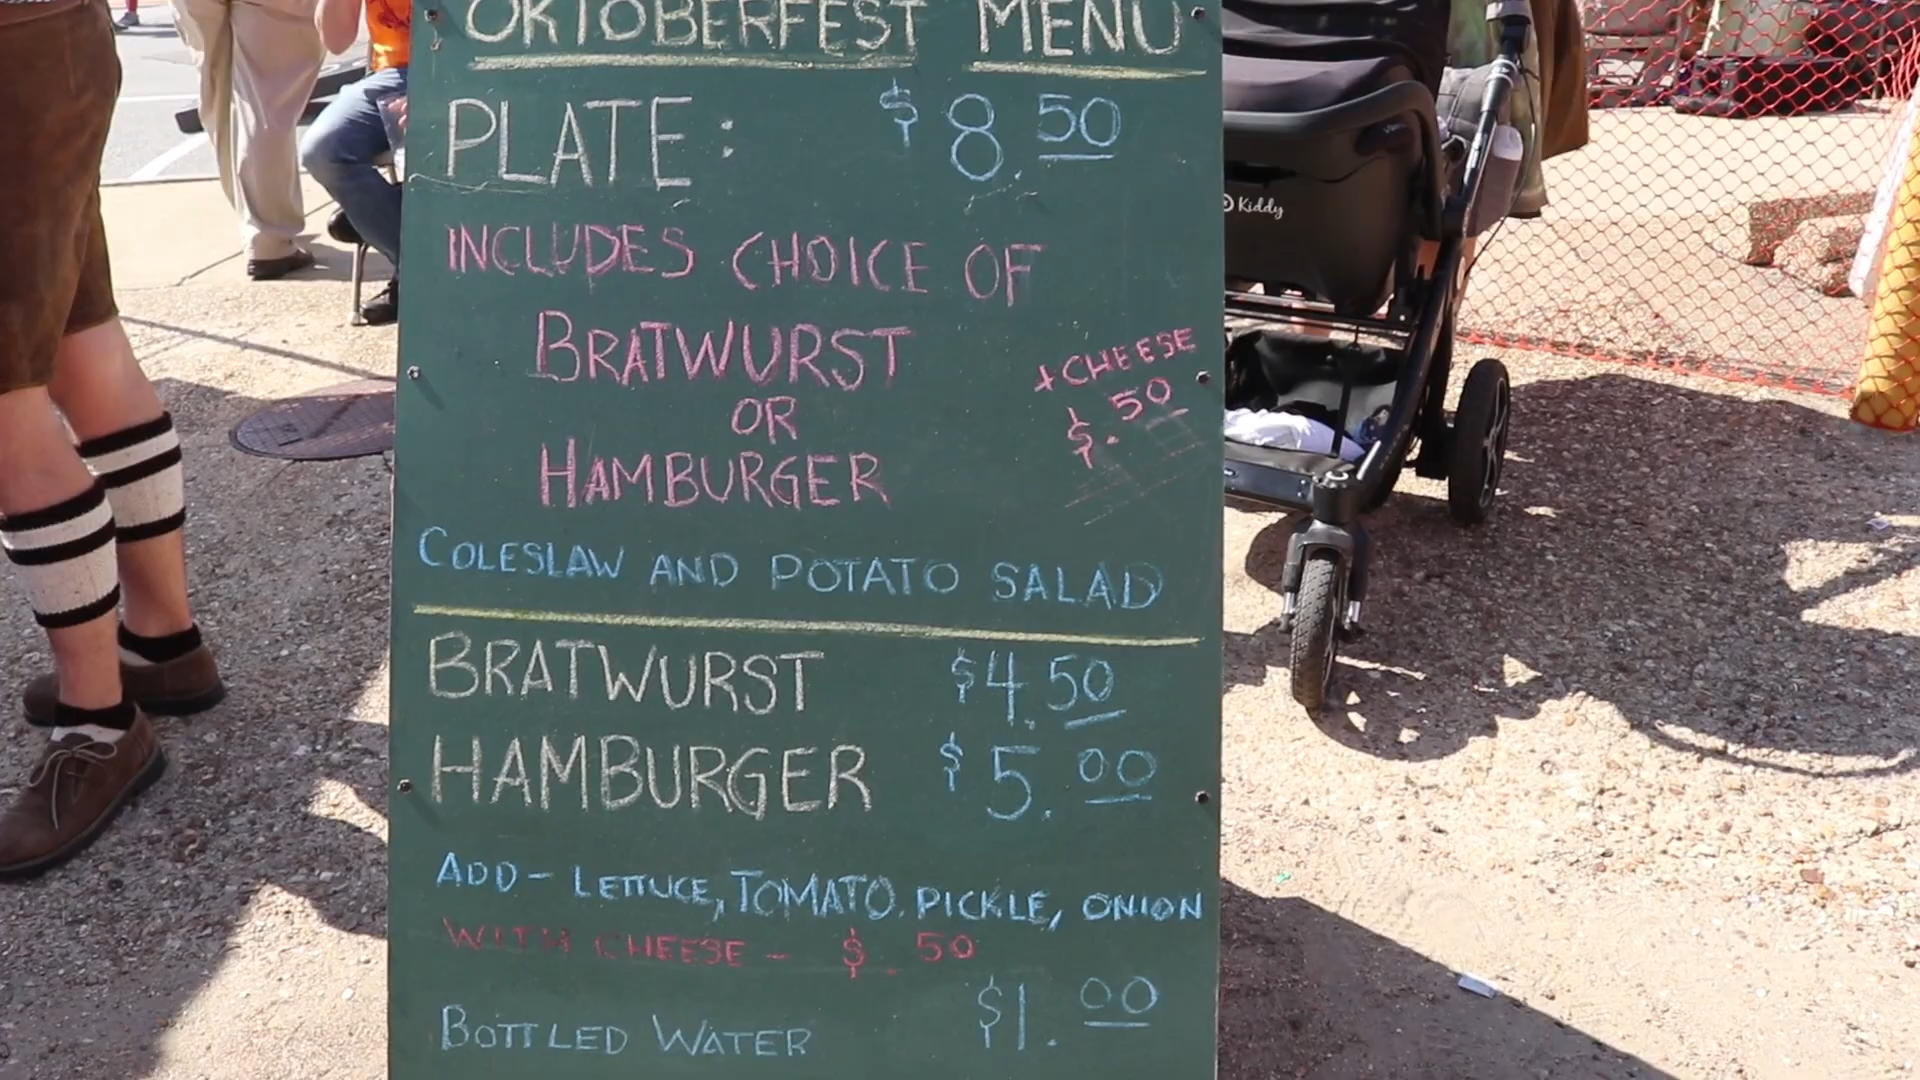 OKTOBERFEST MENU
PLATE: $8.50
INCLUDES CHOICE OF
BRATWURST
OR
HAMBURGER
+CHEESE
$.50
COLESLAW AND POTATO SALAD
BRATWURST $4.50
HAMBURGER $5.00
ADD- LETTUCE, TOMATO, PICKLE, ONION
WITH CHEESE - $.50
BOTTLED WATER $1.00
Kiddy